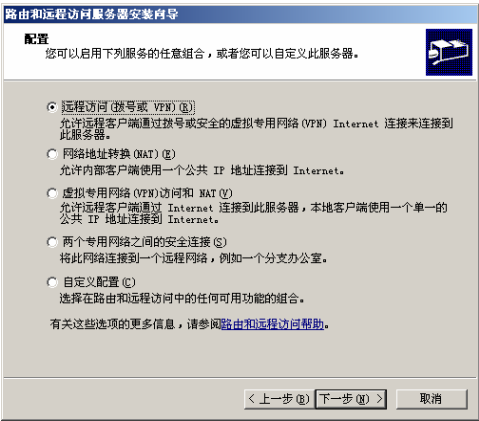 路由和远程访问服务器安装向导
配置
您可以启用下列服务的任意组合，或者您可以自定义此服务器。
远程访问(拨号或 VPN)(R)
允许远程客户端通过拨号或安全的虚拟专用网络(VPN) Internet 连接来连接到
此服务器。
网络地址转换(NAT)(E)
允许内部客户端使用一个公共 IP 地址连接到 Internet。
虚拟专用网络(VPN)访问和 NAT(V)
允许远程客户端通过 Internet 连接到此服务器，本地客户端使用一个单一的
公共 IP 地址连接到 Internet。
两个专用网络之间的安全连接(S)
将此网络连接到一个远程网络，例如一个分支办公室。
自定义配置(C)
选择在路由和远程访问中的任何可用功能的组合。
有关这些选项的更多信息，请参阅路由和远程访问帮助。
< 上一步(B) 下一步(N) > 取消